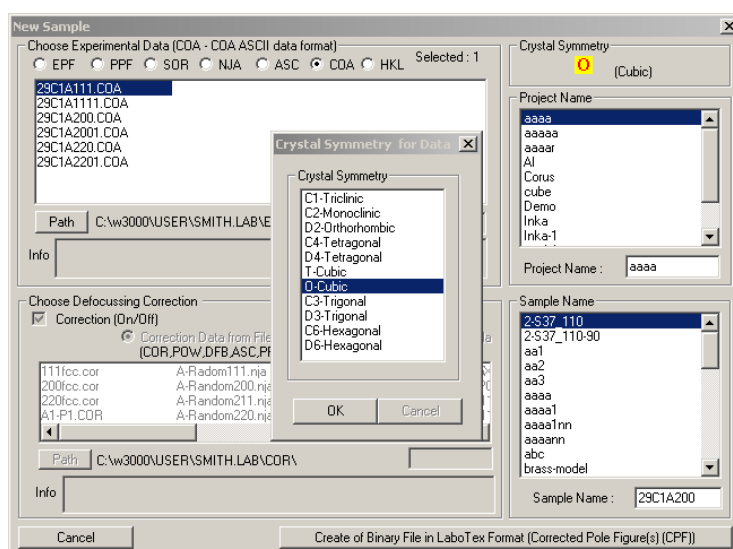 New Sample
Choose Experimental Data (COA - COA ASCII data format)
EPF PPF SOR NJA ASC COA HKL Selected : 1
29C1A111.COA
29C1A1111.COA
29C1A200.COA
29C1A2001.COA
29C1A220.COA
29C1A2201.COA
Path C:\w3000\USER\SMITH.LAB\E
Info
Crystal Symmetry
O (Cubic)
Project Name
aaaa
aaaaa
aaaar
Al
Corus
cube
Demo
Inka
Inka-1
Project Name : aaaa
Crystal Symmetry for Data
Crystal Symmetry
C1-Triclinic
C2-Monoclinic
D2-Orthorhombic
C4-Tetragonal
D4-Tetragonal
T-Cubic
O-Cubic
C3-Trigonal
D3-Trigonal
C6-Hexagonal
D6-Hexagonal
OK Cancel
Choose Defocussing Correction
Correction (On/Off)
Correction Data from File
(COR,POW,DFB,ASC,PF
111fcc.cor A-Radom111.nja
200fcc.cor A-Random200.nja
220fcc.cor A-Random211.nja
A1-P1.COR A-Random220.nja
Path C:\w3000\USER\SMITH.LAB\COR\
Info
Sample Name
2-S37_110
2-S37_110-90
aa1
aa2
aa3
aaaa
aaaa1
aaaa1nn
aaaann
abc
brass-model
Sample Name : 29C1A200
Cancel Create of Binary File in LaboTex Format (Corrected Pole Figure(s) (CPF))